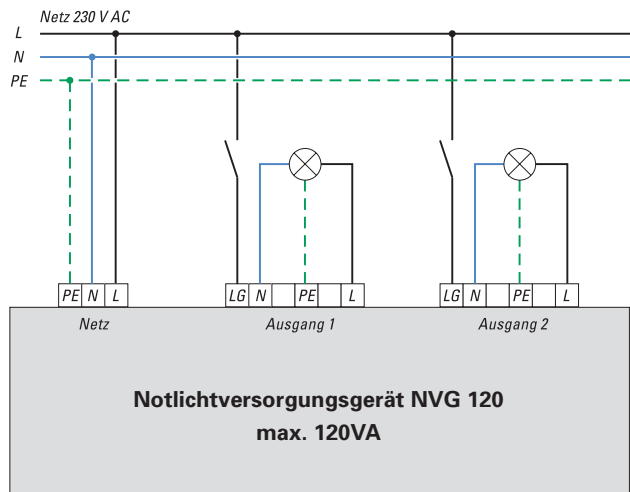 Netz 230 V AC
L
N
PE
PE N L
LG N PE L
LG N PE L
Netz
Ausgang 1
Ausgang 2
Notlichtversorgungsgerät NVG 120
max. 120VA